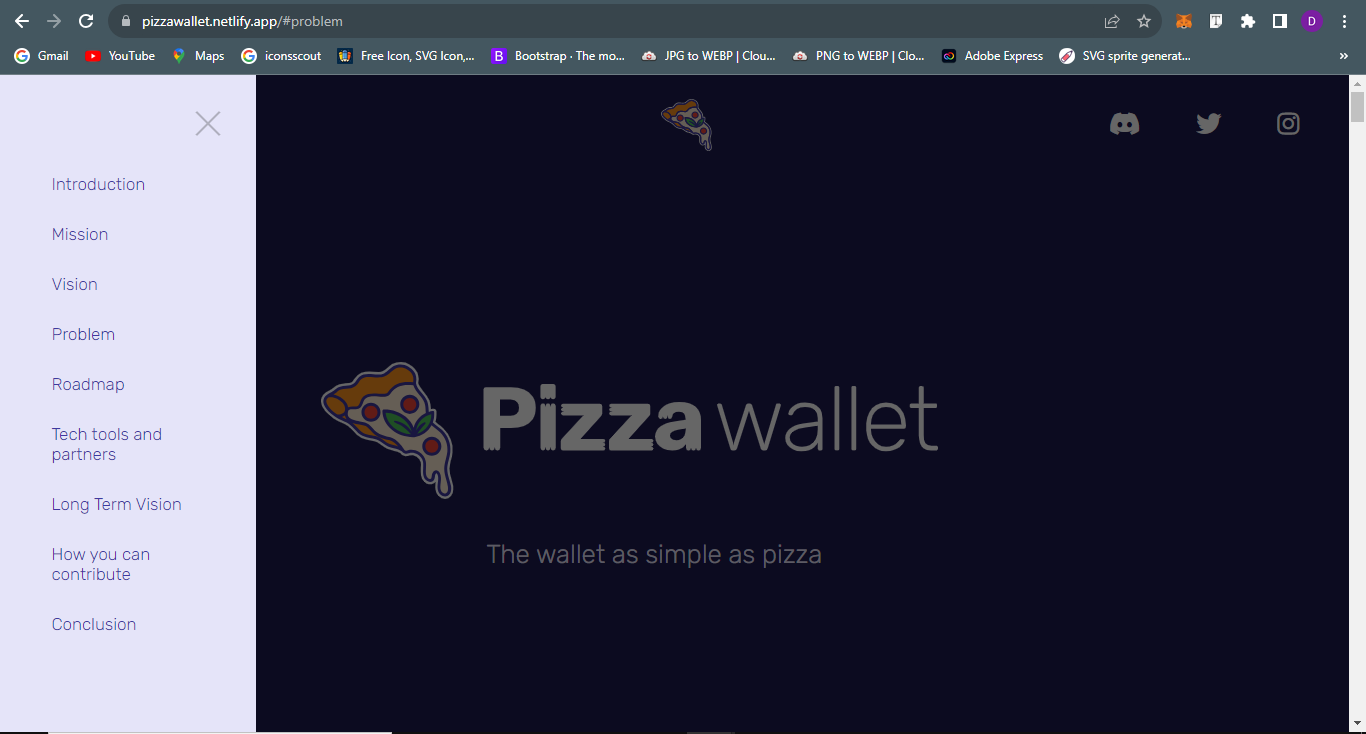 pizzawallet.netlify.app/#problem
D
Gmail YouTube Maps iconsscout Free Icon, SVG Icon,... Bootstrap · The mo... JPG to WEBP | Clou... PNG to WEBP | Clo... Adobe Express SVG sprite generat... »
Introduction
Mission
Vision
Problem
Roadmap
Tech tools and
partners
Long Term Vision
How you can
contribute
Conclusion
Pizza wallet
The wallet as simple as pizza